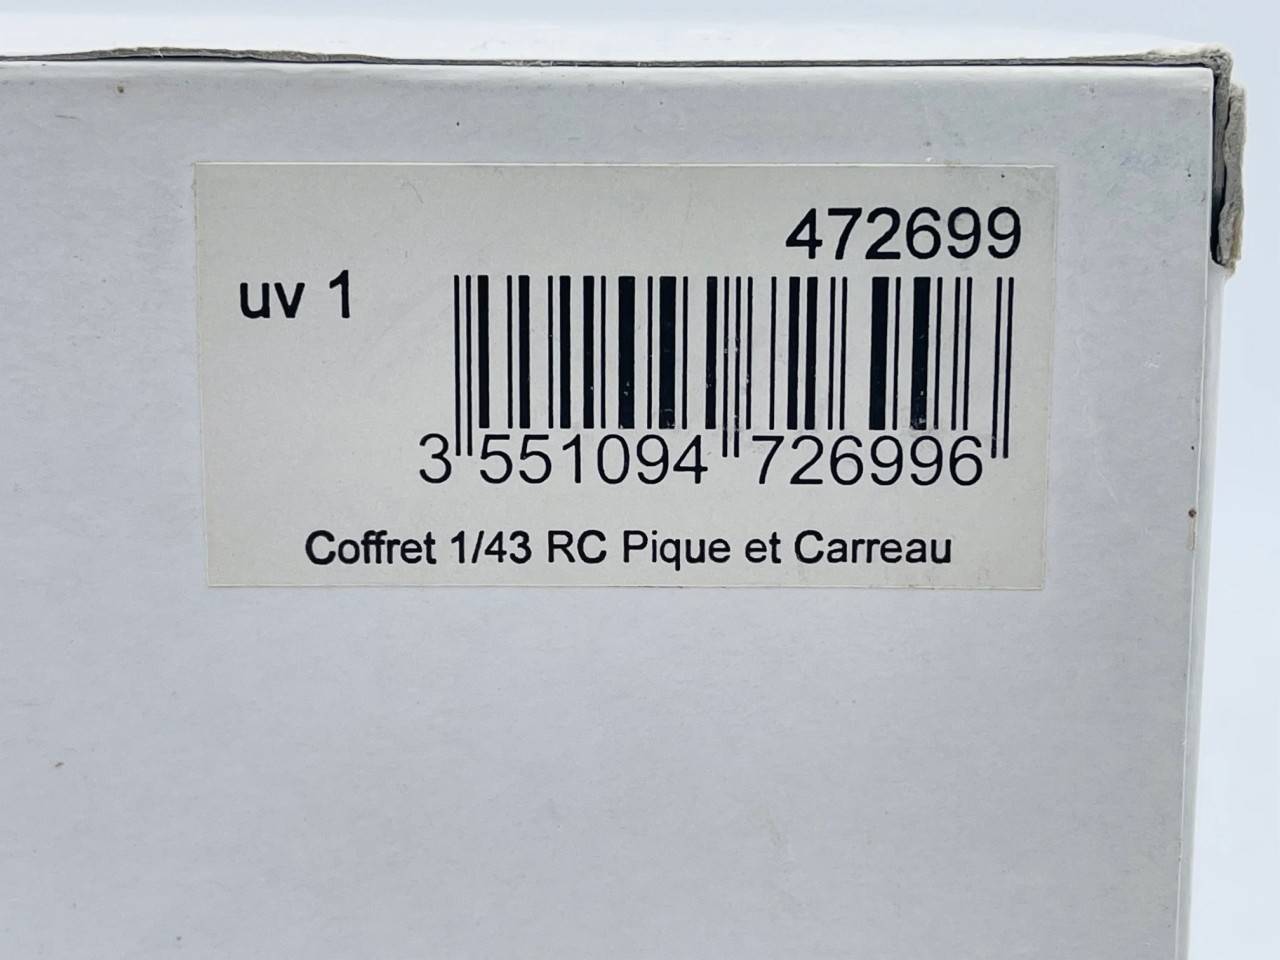 472699
uv 1
3 551094 726996
Coffret 1/43 RC Pique et Carreau